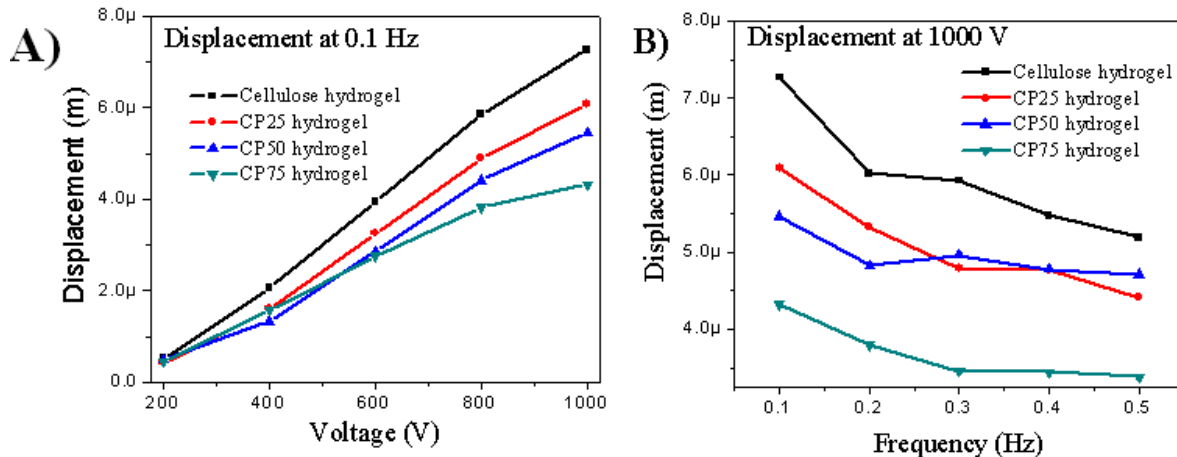 A)
Displacement at 0.1 Hz
Cellulose hydrogel
CP25 hydrogel
CP50 hydrogel
CP75 hydrogel
8.0µ
6.0µ
4.0µ
2.0µ
0.0
Displacement (m)
200 400 600 800 1000
Voltage (V)
B)
Displacement at 1000 V
Cellulose hydrogel
CP25 hydrogel
CP50 hydrogel
CP75 hydrogel
8.0µ
7.0µ
6.0µ
5.0µ
4.0µ
Displacement (m)
0.1 0.2 0.3 0.4 0.5
Frequency (Hz)